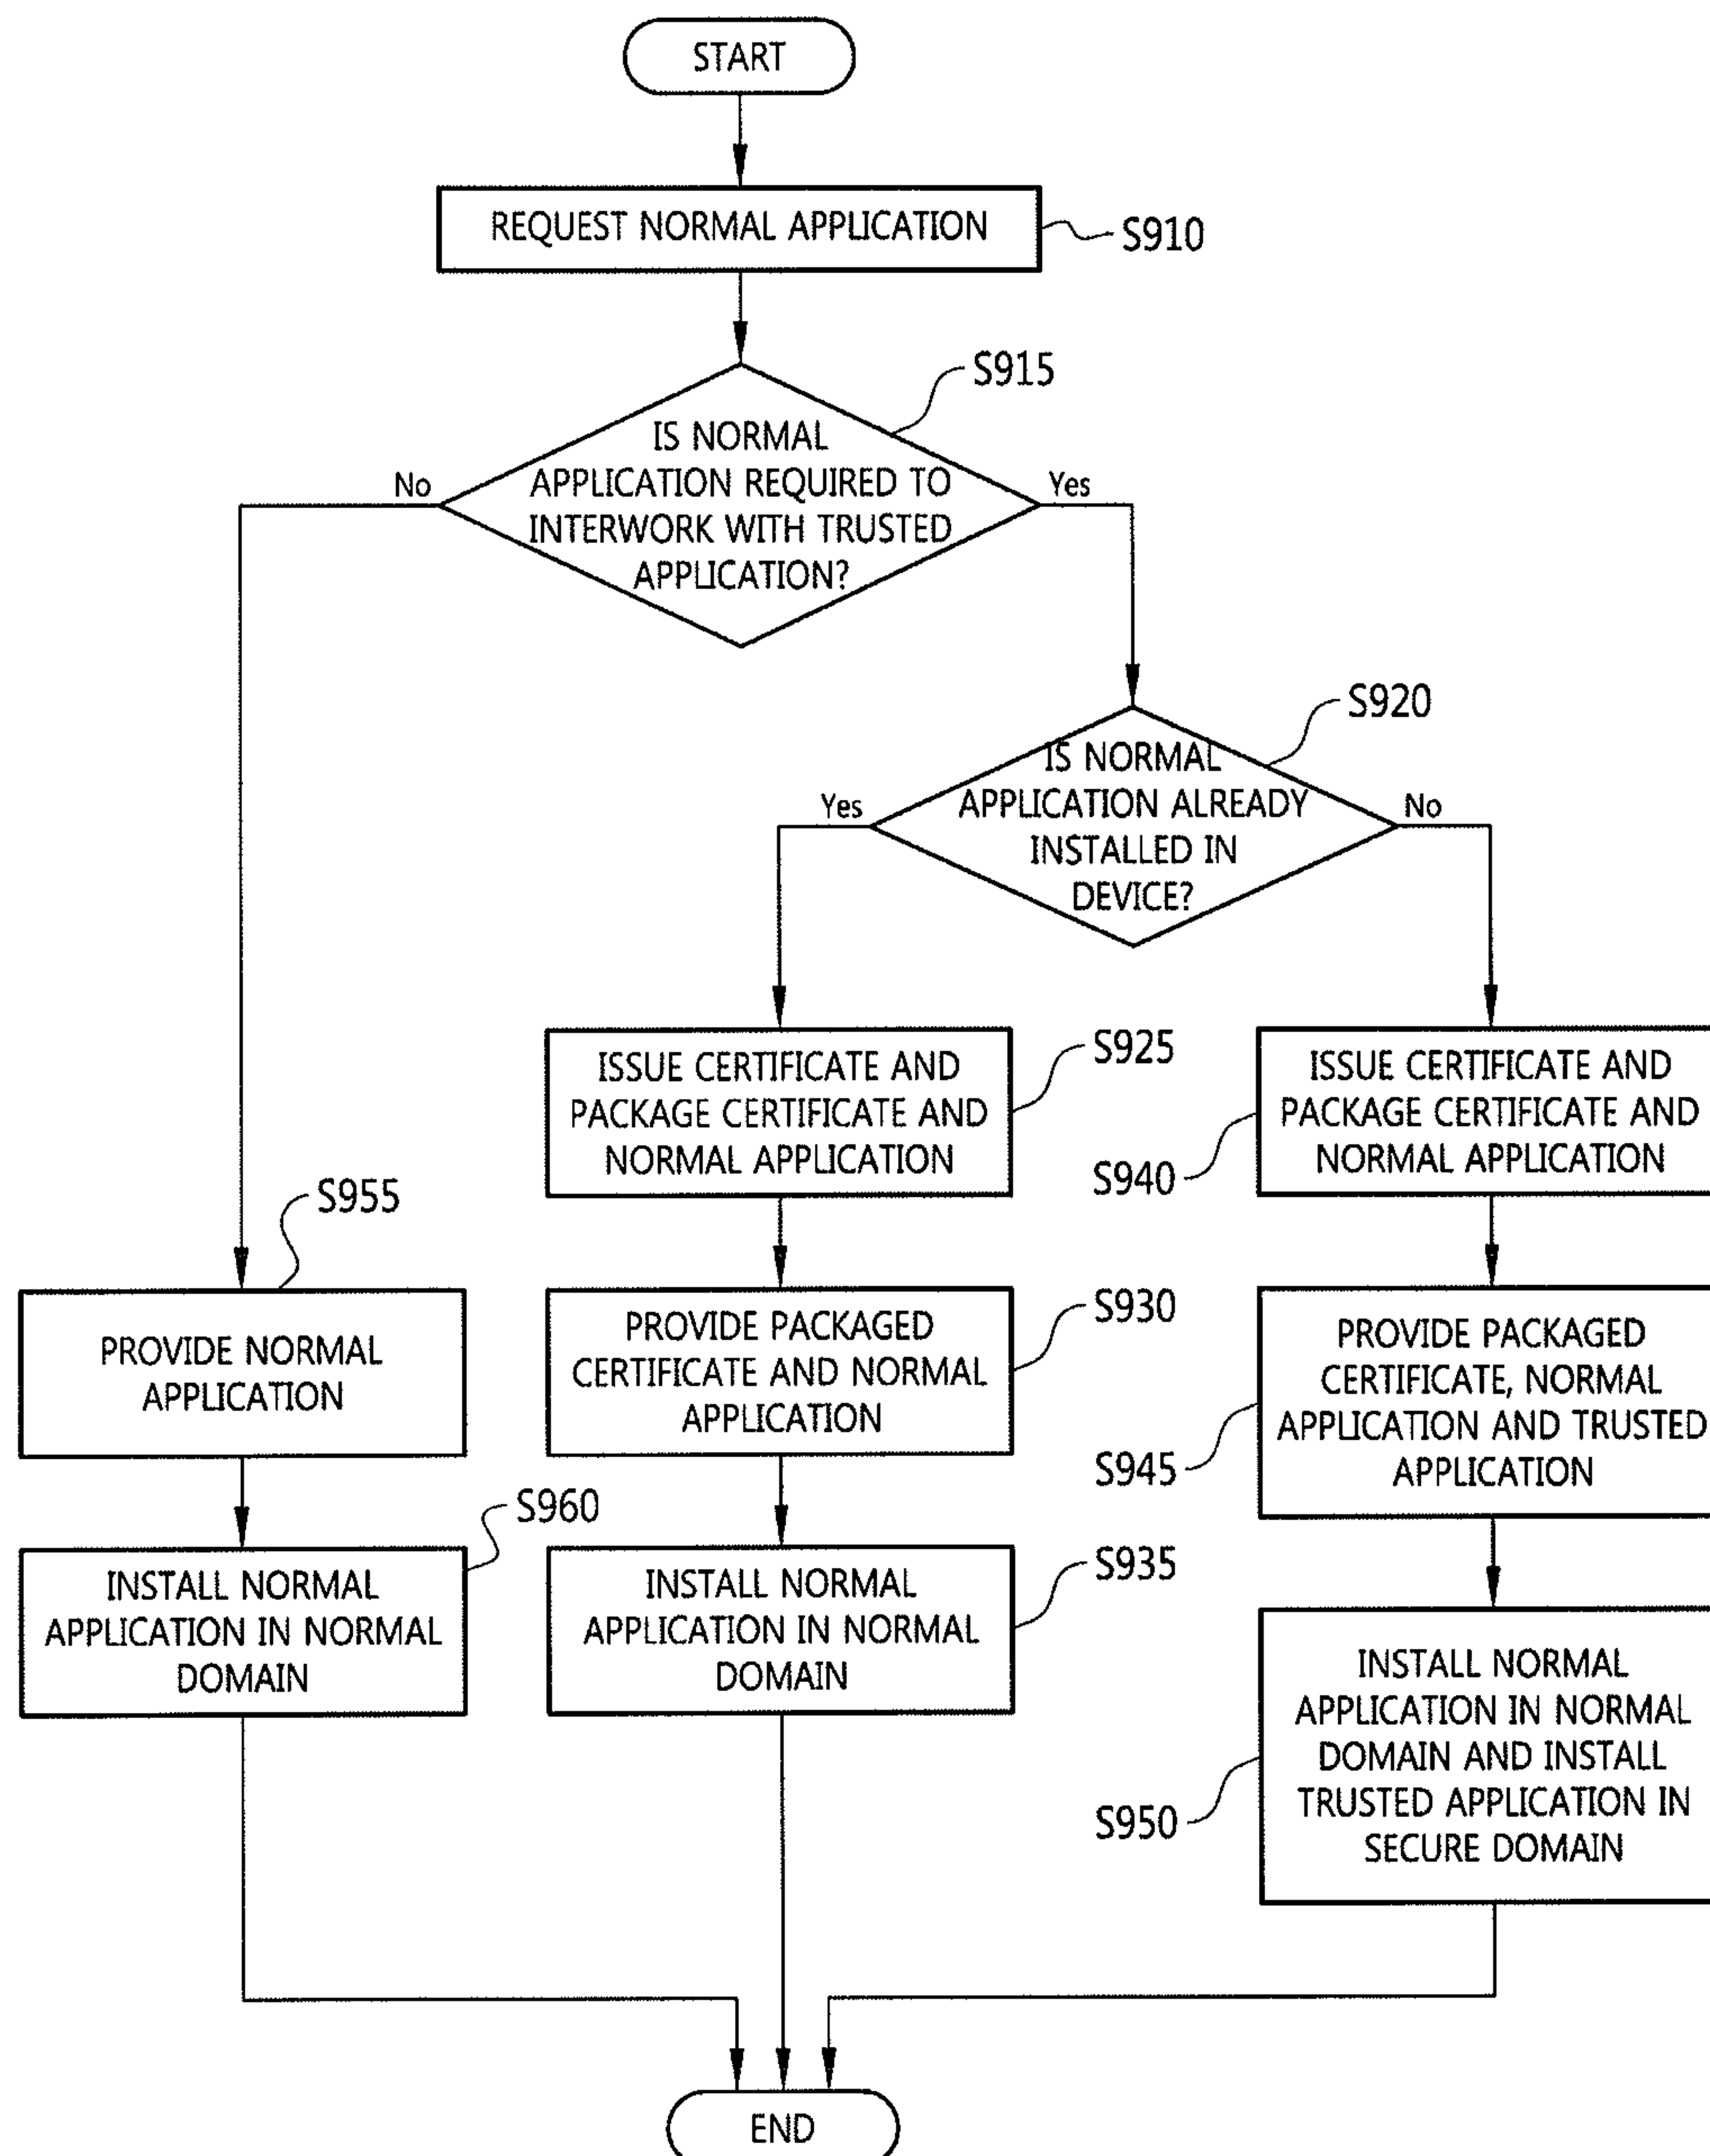 START
REQUEST NORMAL APPLICATION
S910
S915
IS NORMAL
APPLICATION REQUIRED TO
INTERWORK WITH TRUSTED
APPLICATION?
No
Yes
S920
IS NORMAL
APPLICATION ALREADY
INSTALLED IN
DEVICE?
Yes
No
ISSUE CERTIFICATE AND
PACKAGE CERTIFICATE AND
NORMAL APPLICATION
S925
ISSUE CERTIFICATE AND
PACKAGE CERTIFICATE AND
NORMAL APPLICATION
S940
S955
PROVIDE NORMAL
APPLICATION
PROVIDE PACKAGED
CERTIFICATE AND NORMAL
APPLICATION
S930
PROVIDE PACKAGED
CERTIFICATE, NORMAL
APPLICATION AND TRUSTED
APPLICATION
S945
S960
INSTALL NORMAL
APPLICATION IN NORMAL
DOMAIN
INSTALL NORMAL
APPLICATION IN NORMAL
DOMAIN
S935
INSTALL NORMAL
APPLICATION IN NORMAL
DOMAIN AND INSTALL
TRUSTED APPLICATION IN
SECURE DOMAIN
S950
END